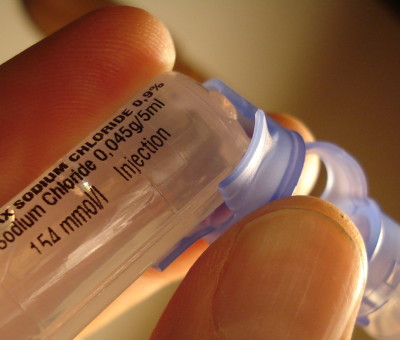 SODIUM CHLORIDE 0,9%
Sodium Chloride 0,045g/5ml
154 mmol/l Injection